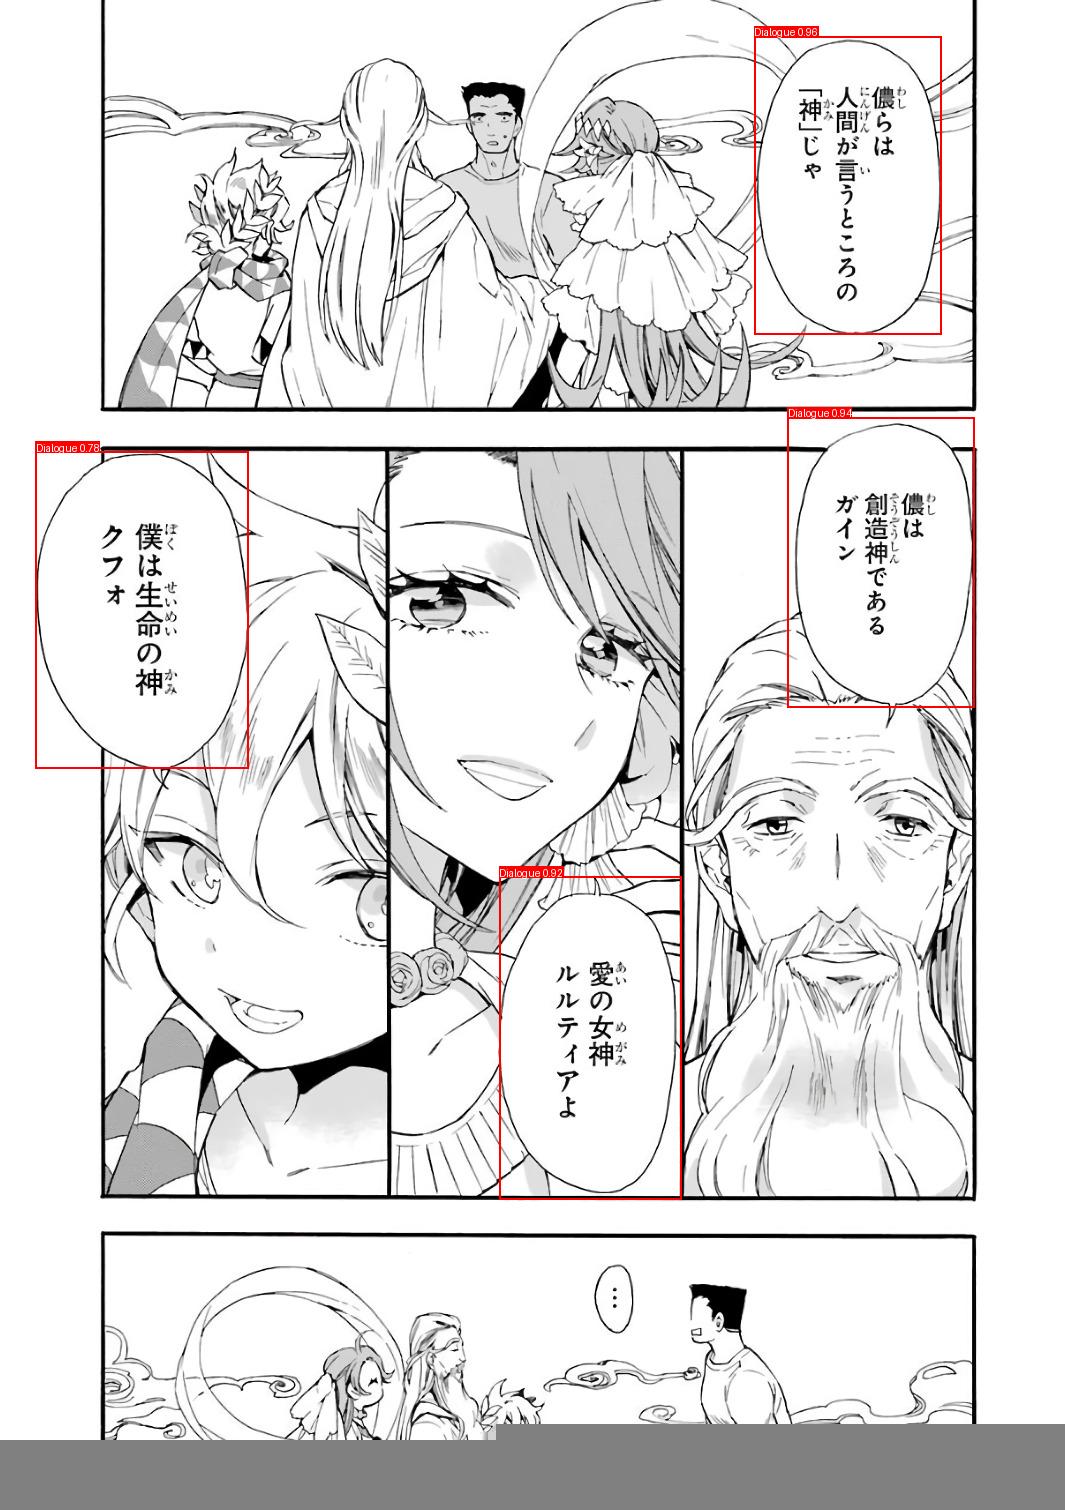 Dialogue 0.96
儂らは
人間が言うところの
「神」じゃ
Dialogue 0.94
儂は
創造神である
ガイン
Dialogue 0.92
愛の女神
ルルティアよ
Dialogue 0.78
僕は生命の神
クフォ
…